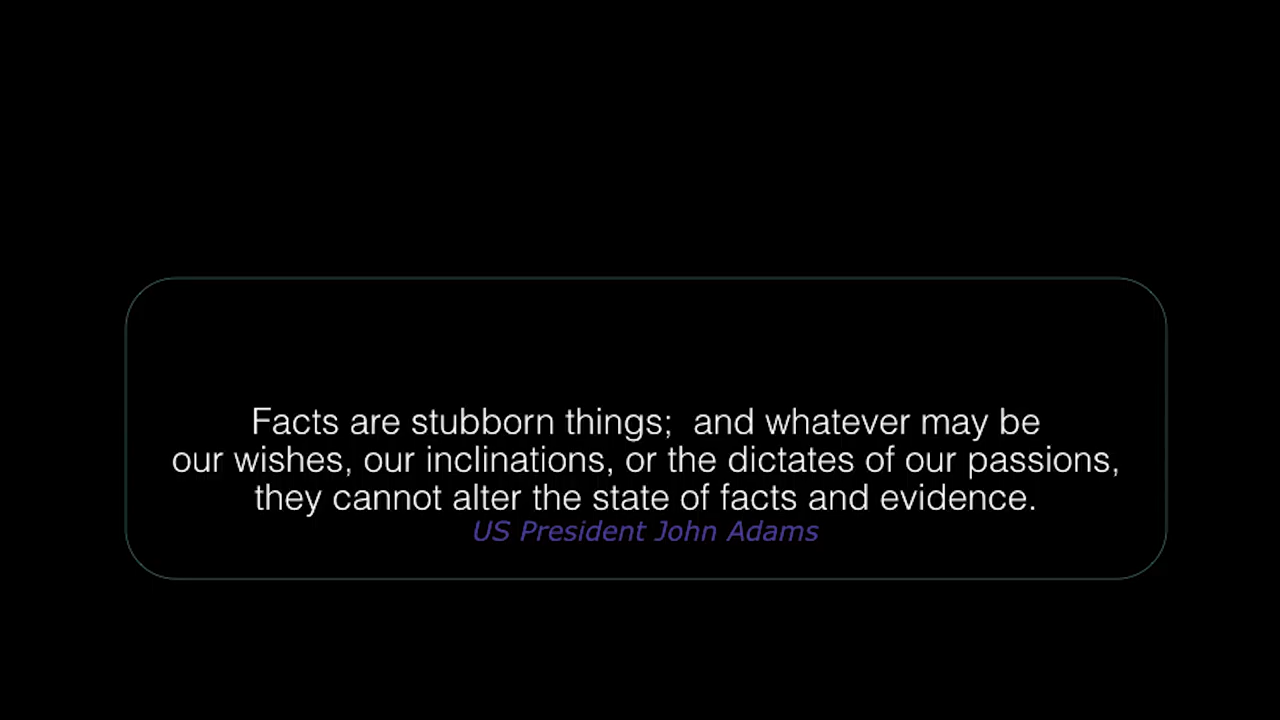 Facts are stubborn things;  and whatever may be
our wishes, our inclinations, or the dictates of our passions,
they cannot alter the state of facts and evidence.
US President John Adams